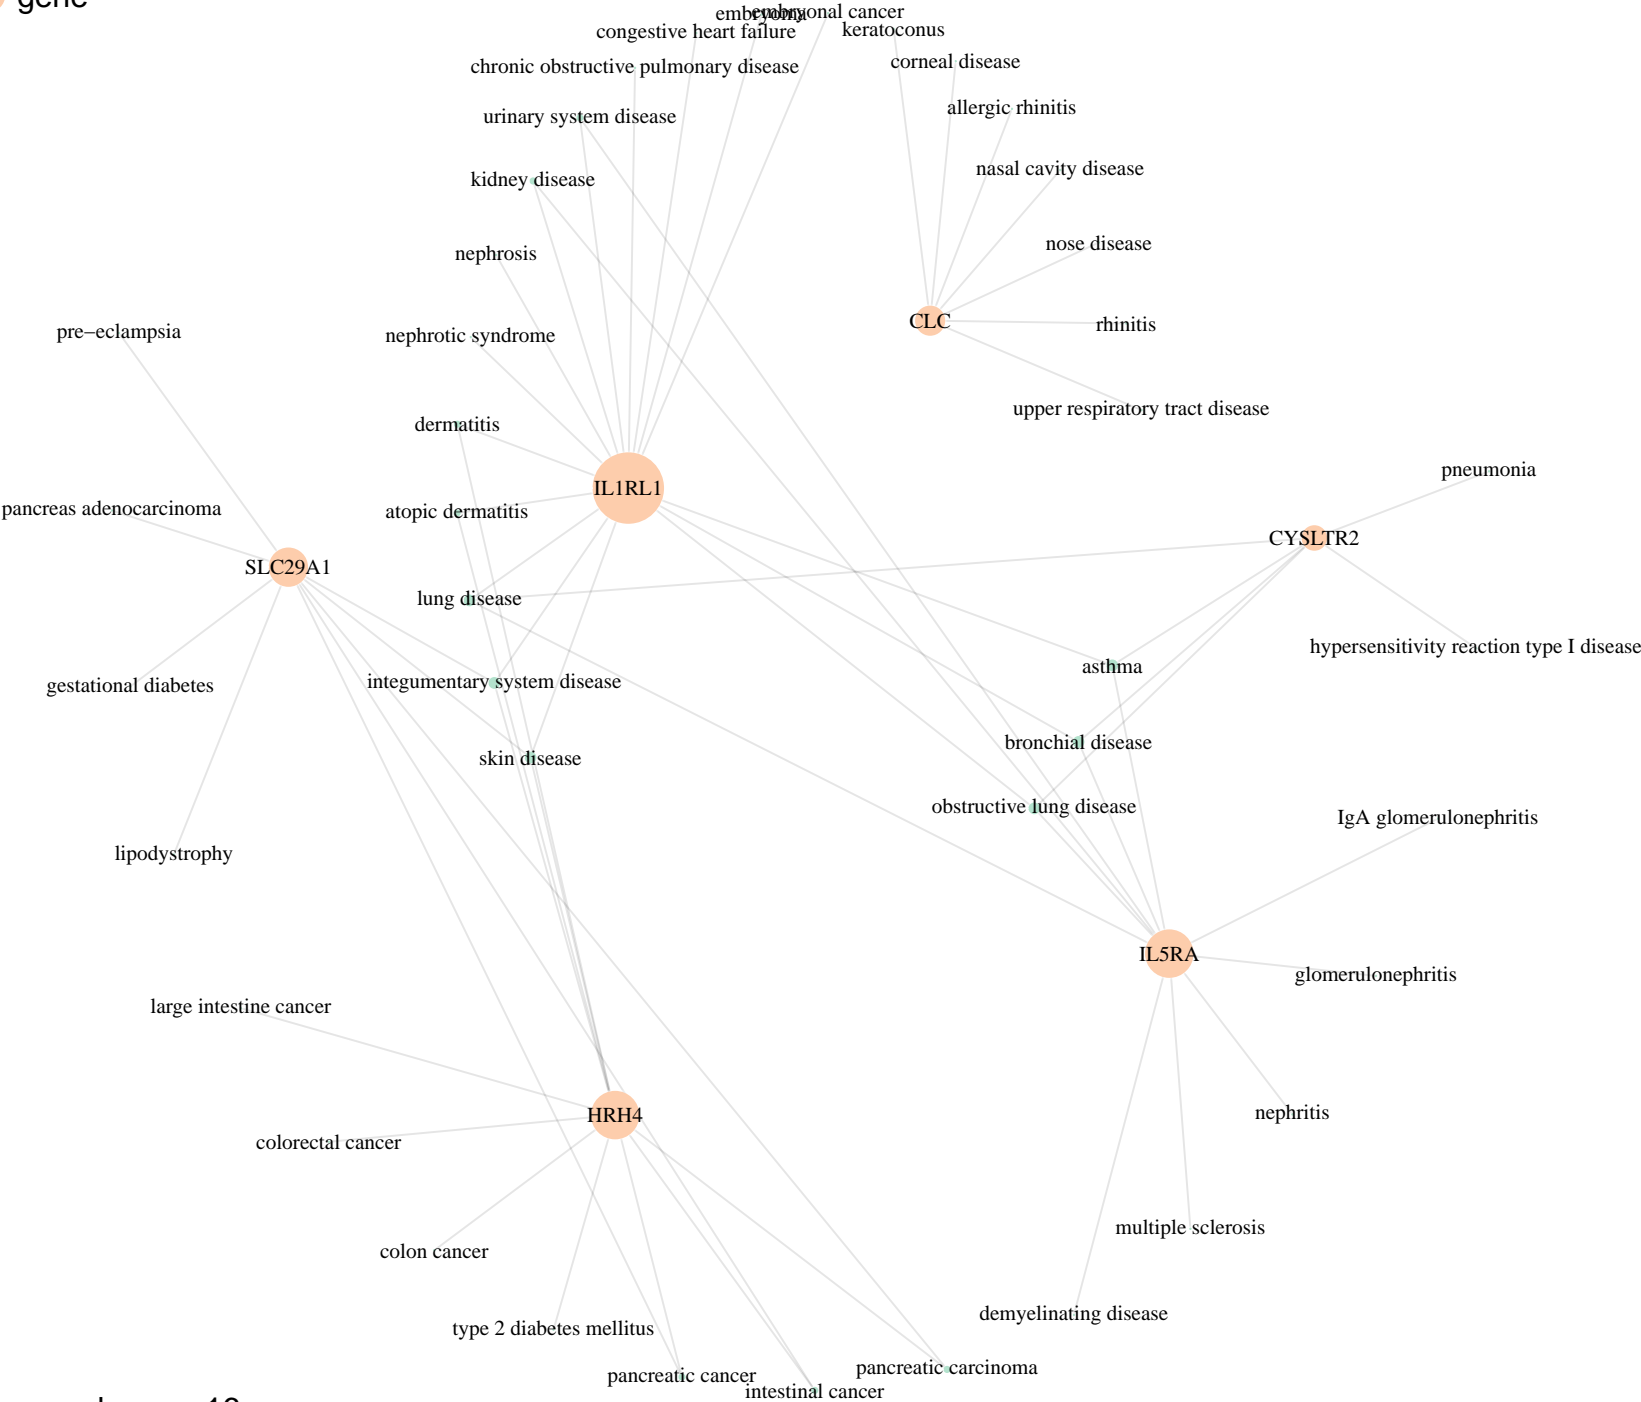 gene
embryoma
embryonal cancer
congestive heart failure
keratoconus
chronic obstructive pulmonary disease
corneal disease
urinary system disease
allergic rhinitis
kidney disease
nasal cavity disease
nephrosis
nose disease
pre−eclampsia
nephrotic syndrome
CLC
rhinitis
dermatitis
upper respiratory tract disease
IL1RL1
pneumonia
pancreas adenocarcinoma
atopic dermatitis
CYSLTR2
SLC29A1
lung disease
hypersensitivity reaction type I disease
asthma
gestational diabetes
integumentary system disease
bronchial disease
skin disease
obstructive lung disease
IgA glomerulonephritis
lipodystrophy
IL5RA
glomerulonephritis
large intestine cancer
HRH4
nephritis
colorectal cancer
multiple sclerosis
colon cancer
demyelinating disease
type 2 diabetes mellitus
pancreatic cancer
pancreatic carcinoma
intestinal cancer